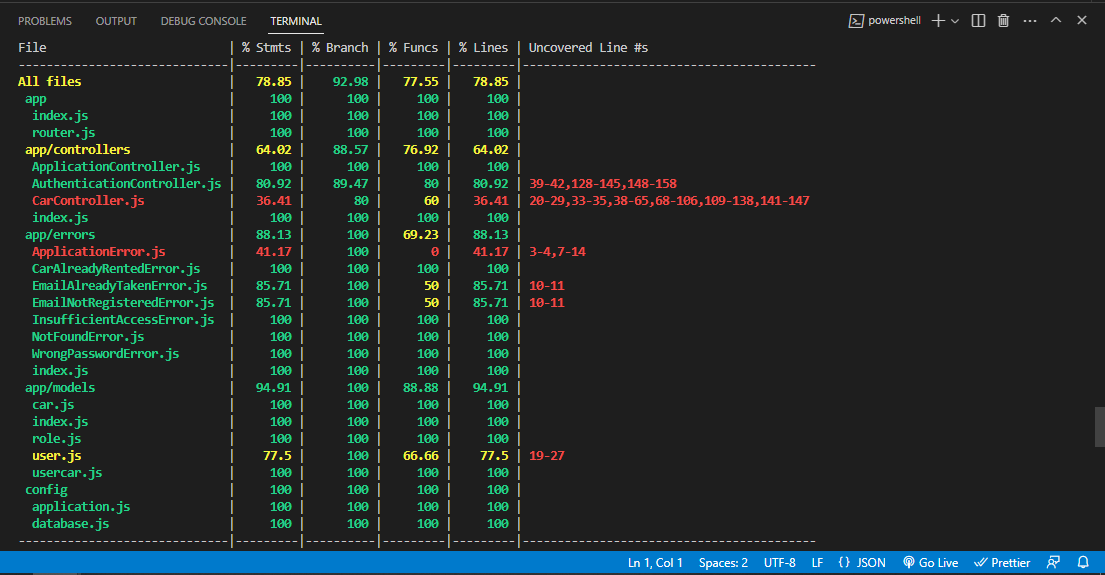 PROBLEMS OUTPUT DEBUG CONSOLE TERMINAL powershell
File | % Stmts | % Branch | % Funcs | % Lines | Uncovered Line #s
------------------------------|---------|----------|---------|---------|------------------------------------------
All files | 78.85 | 92.98 | 77.55 | 78.85 |
app | 100 | 100 | 100 | 100 |
index.js | 100 | 100 | 100 | 100 |
router.js | 100 | 100 | 100 | 100 |
app/controllers | 64.02 | 88.57 | 76.92 | 64.02 |
ApplicationController.js | 100 | 100 | 100 | 100 |
AuthenticationController.js | 80.92 | 89.47 | 80 | 80.92 | 39-42,128-145,148-158
CarController.js | 36.41 | 80 | 60 | 36.41 | 20-29,33-35,38-65,68-106,109-138,141-147
index.js | 100 | 100 | 100 | 100 |
app/errors | 88.13 | 100 | 69.23 | 88.13 |
ApplicationError.js | 41.17 | 100 | 0 | 41.17 | 3-4,7-14
CarAlreadyRentedError.js | 100 | 100 | 100 | 100 |
EmailAlreadyTakenError.js | 85.71 | 100 | 50 | 85.71 | 10-11
EmailNotRegisteredError.js | 85.71 | 100 | 50 | 85.71 | 10-11
InsufficientAccessError.js | 100 | 100 | 100 | 100 |
NotFoundError.js | 100 | 100 | 100 | 100 |
WrongPasswordError.js | 100 | 100 | 100 | 100 |
index.js | 100 | 100 | 100 | 100 |
app/models | 94.91 | 100 | 88.88 | 94.91 |
car.js | 100 | 100 | 100 | 100 |
index.js | 100 | 100 | 100 | 100 |
role.js | 100 | 100 | 100 | 100 |
user.js | 77.5 | 100 | 66.66 | 77.5 | 19-27
usercar.js | 100 | 100 | 100 | 100 |
config | 100 | 100 | 100 | 100 |
application.js | 100 | 100 | 100 | 100 |
database.js | 100 | 100 | 100 | 100 |
------------------------------|---------|----------|---------|---------|------------------------------------------
Ln 1, Col 1 Spaces: 2 UTF-8 LF {} JSON Go Live Prettier